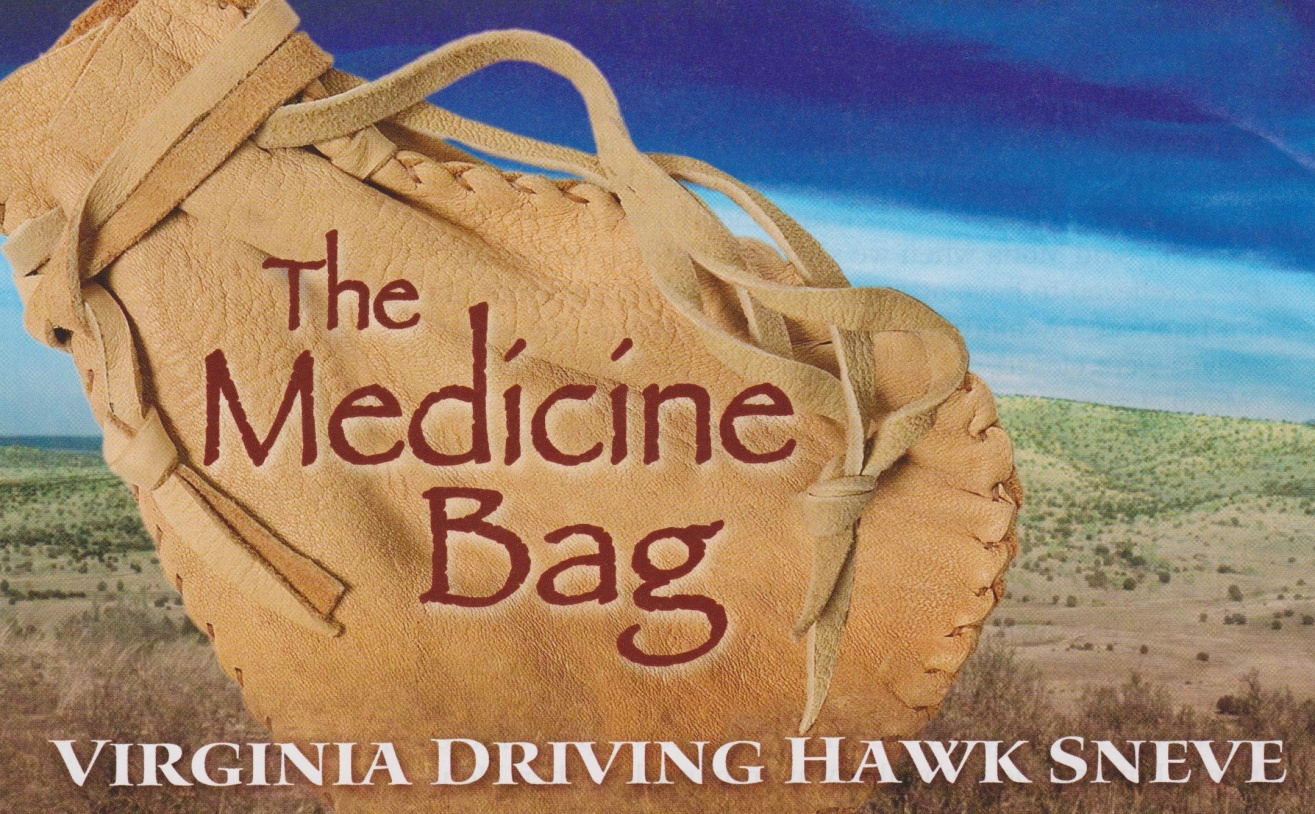 The
Medicine
Bag
VIRGINIA DRIVING HAWK SNEVE